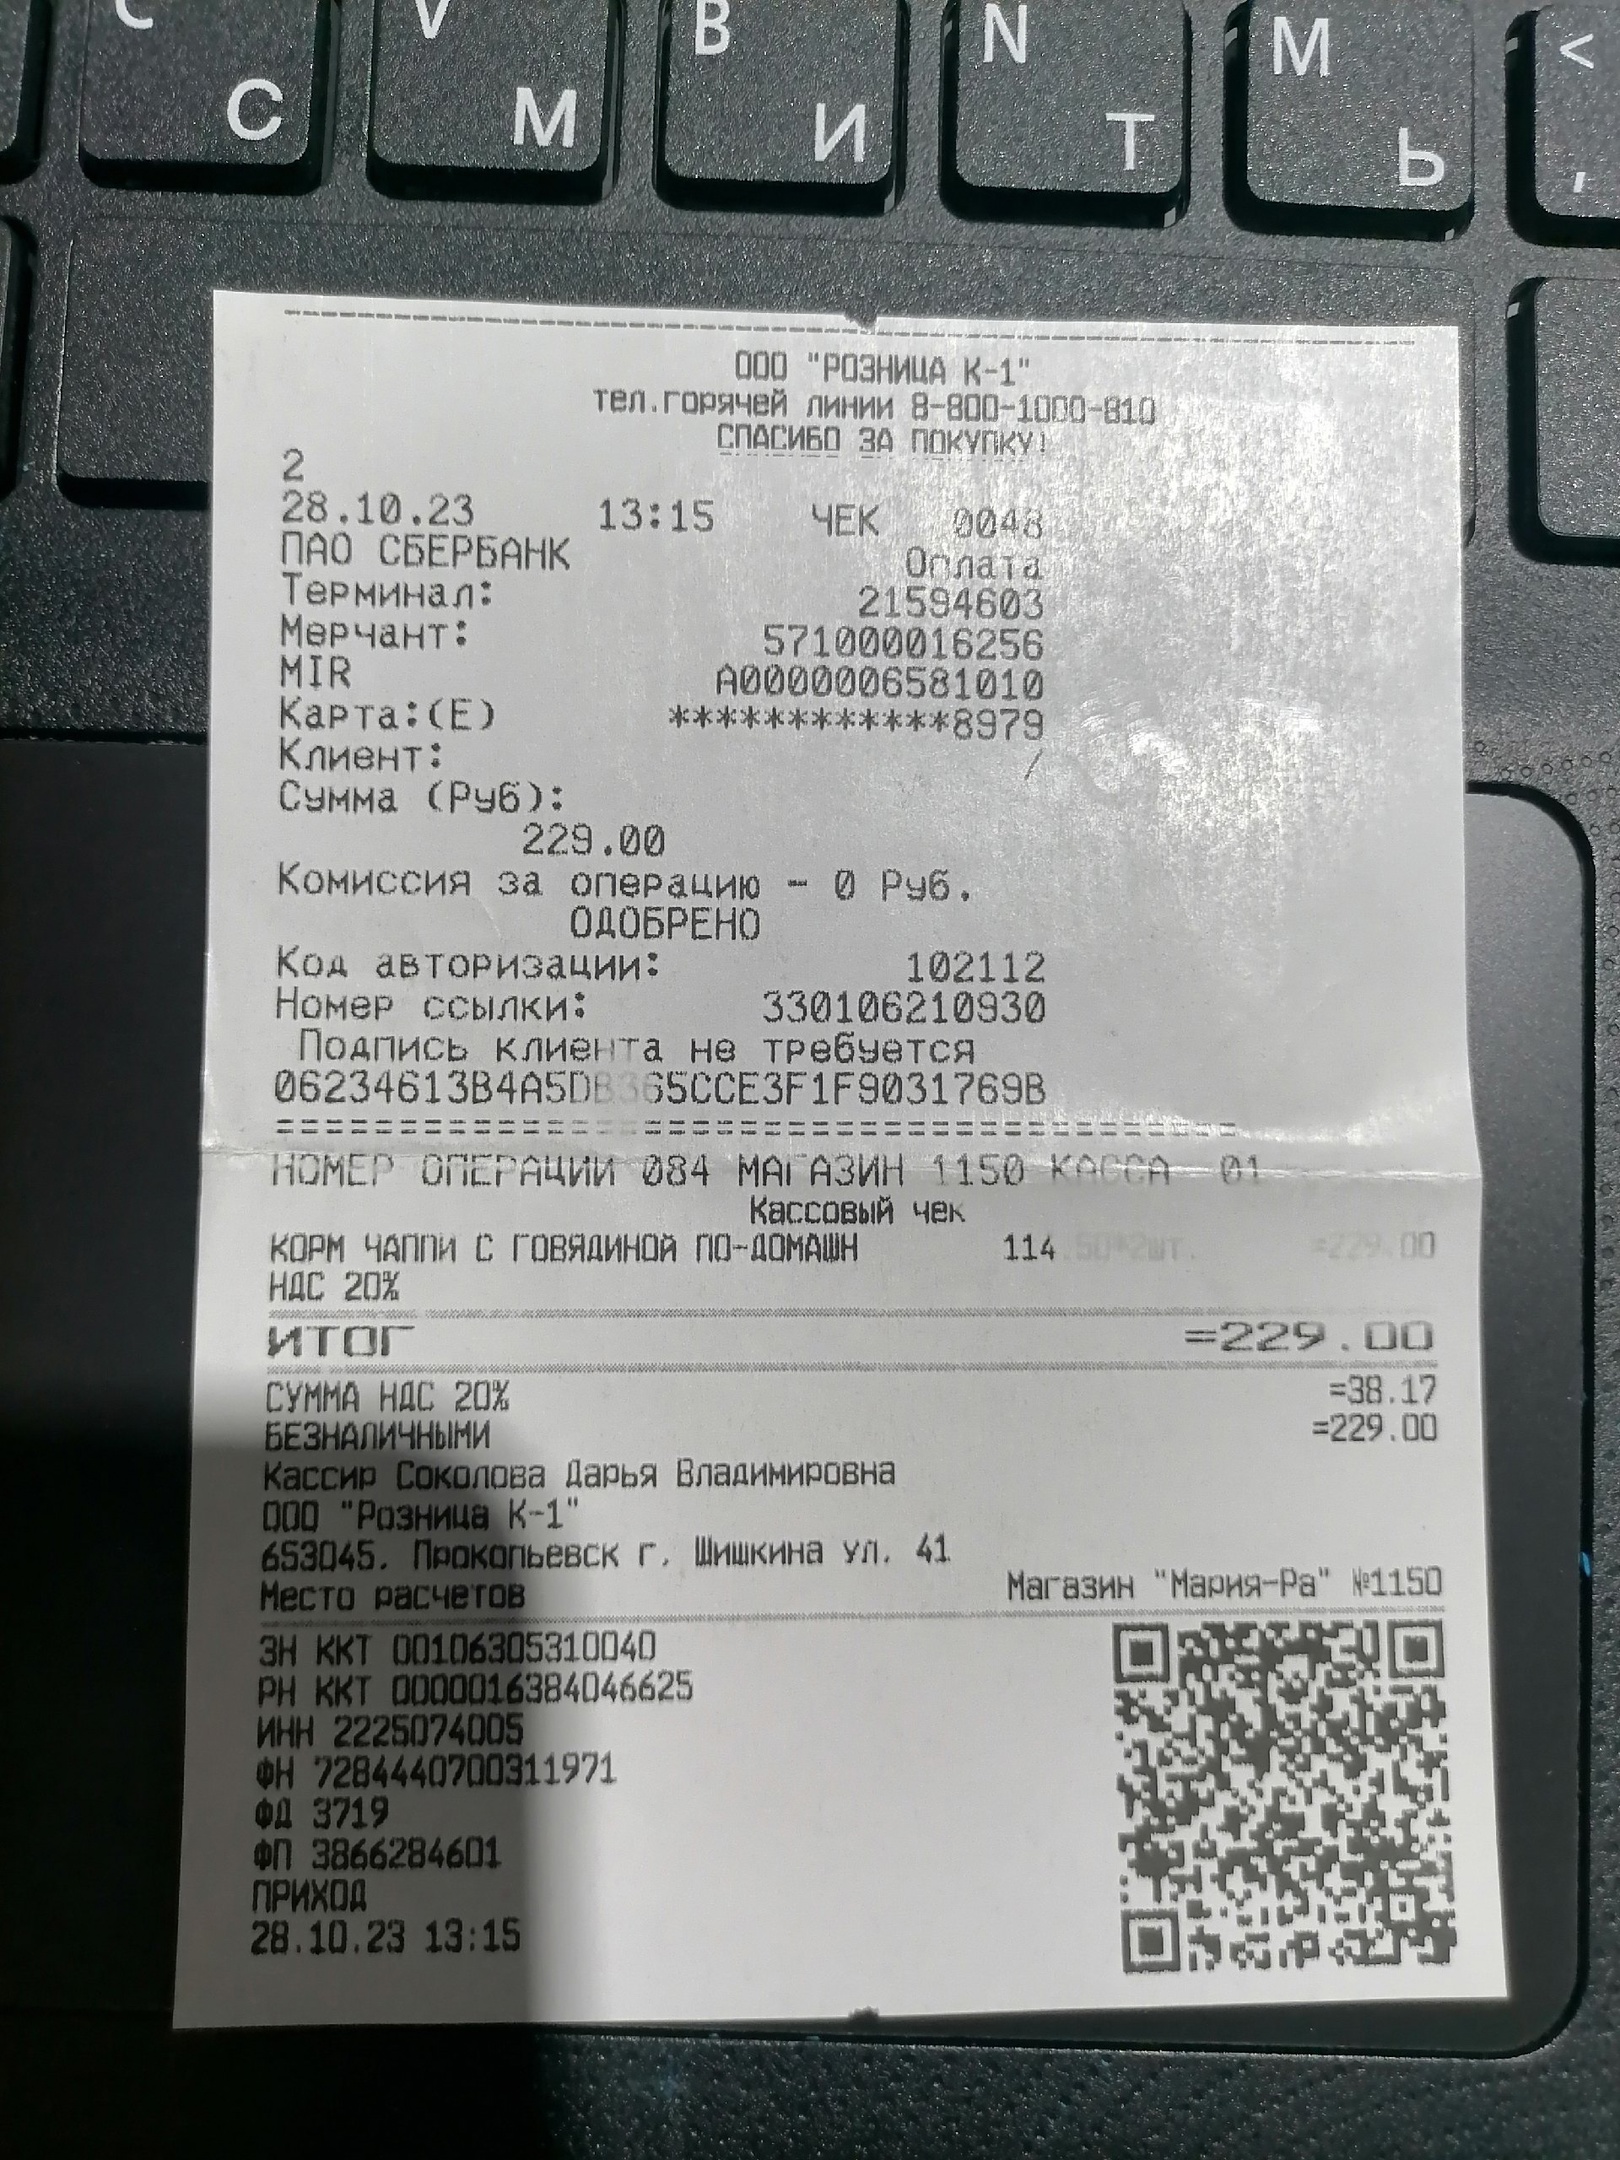 C V B N M <
С М И Т Ь ,
ООО "РОЗНИЦА К-1"
тел.горячей линии 8-800-1000-810
СПАСИБО ЗА ПОКУПКУ!
2
28.10.23 13:15 ЧЕК 0048
ПАО СБЕРБАНК Оплата
Терминал: 21594603
Мерчант: 571000016256
MIR A0000006581010
Карта:(E) ************8979
Клиент: /
Сумма (Руб):
229.00
Комиссия за операцию - 0 Руб.
ОДОБРЕНО
Код авторизации: 102112
Номер ссылки: 330106210930
Подпись клиента не требуется
06234613B4A5DB365CCE3F1F9031769B
========================================
НОМЕР ОПЕРАЦИИ 084 МАГАЗИН 1150 КАССА 01
Кассовый чек
КОРМ ЧАППИ С ГОВЯДИНОЙ ПО-ДОМАШН 114.50*2шт. =229.00
НДС 20%
ИТОГ =229.00
СУММА НДС 20% =38.17
БЕЗНАЛИЧНЫМИ =229.00
Кассир Соколова Дарья Владимировна
ООО "Розница К-1"
653045, Прокопьевск г, Шишкина ул, 41
Место расчетов Магазин "Мария-Ра" №1150
ЗН ККТ 00106305310040
РН ККТ 0000016384046625
ИНН 2225074005
ФН 7284440700311971
ФД 3719
ФП 3866284601
ПРИХОД
28.10.23 13:15